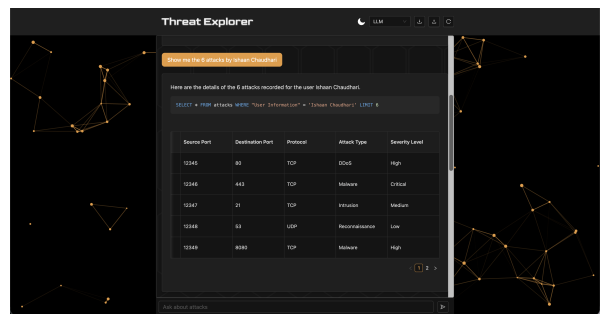 Threat Explorer
LLM
Show me the 6 attacks by Ishaan Chaudhari
Here are the details of the 6 attacks recorded for the user Ishaan Chaudhari.
SELECT * FROM attacks WHERE "User Information" = 'Ishaan Chaudhari' LIMIT 6
Source Port Destination Port Protocol Attack Type Severity Level
12345 80 TCP DDoS High
12346 443 TCP Malware Critical
12347 21 TCP Intrusion Medium
12348 53 UDP Reconnaissance Low
12349 8080 TCP Malware High
< 1 2 >
Ask about attacks